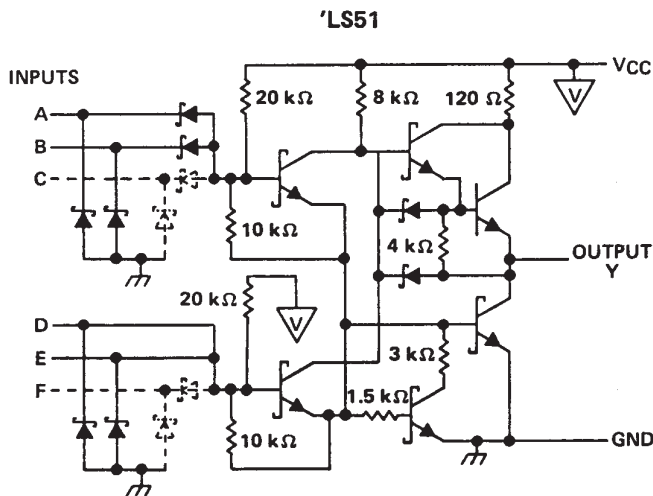 'LS51
INPUTS
VCC
20 kΩ
8 kΩ
120 Ω
V
A
B
C
10 kΩ
4 kΩ
OUTPUT
Y
20 kΩ
V
D
E
F
3 kΩ
1.5 kΩ
10 kΩ
GND